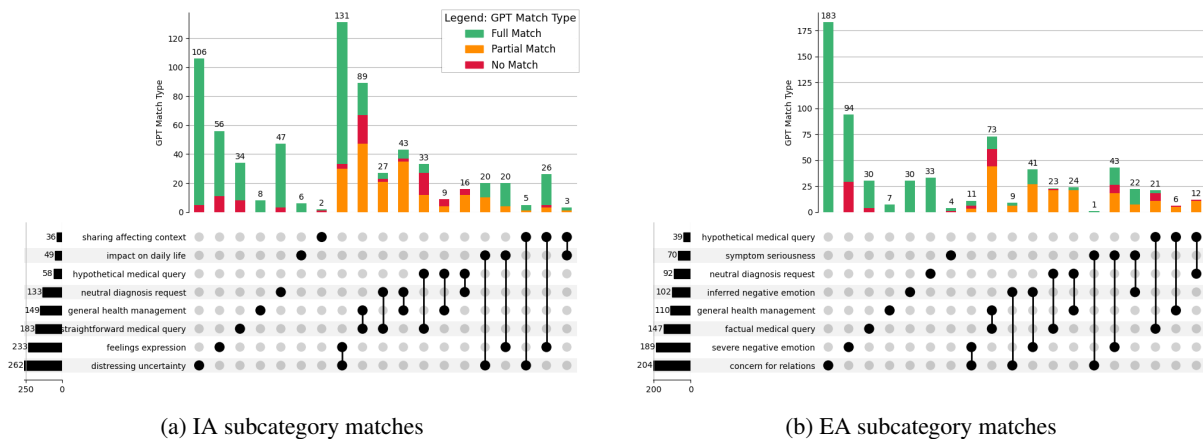 131
106
89
56
34
8
47
6
2
27
43
33
9
16
20
20
5
26
3
GPT Match Type
120
100
80
60
40
20
0
Legend: GPT Match Type
Full Match
Partial Match
No Match
36 sharing affecting context
49 impact on daily life
58 hypothetical medical query
133 neutral diagnosis request
149 general health management
183 straightforward medical query
233 feelings expression
262 distressing uncertainty
250 0
(a) IA subcategory matches
183
94
30
7
30
33
4
11
73
9
41
23
24
1
43
22
21
6
12
GPT Match Type
175
150
125
100
75
50
25
0
39 hypothetical medical query
70 symptom seriousness
92 neutral diagnosis request
102 inferred negative emotion
110 general health management
147 factual medical query
189 severe negative emotion
204 concern for relations
200 0
(b) EA subcategory matches